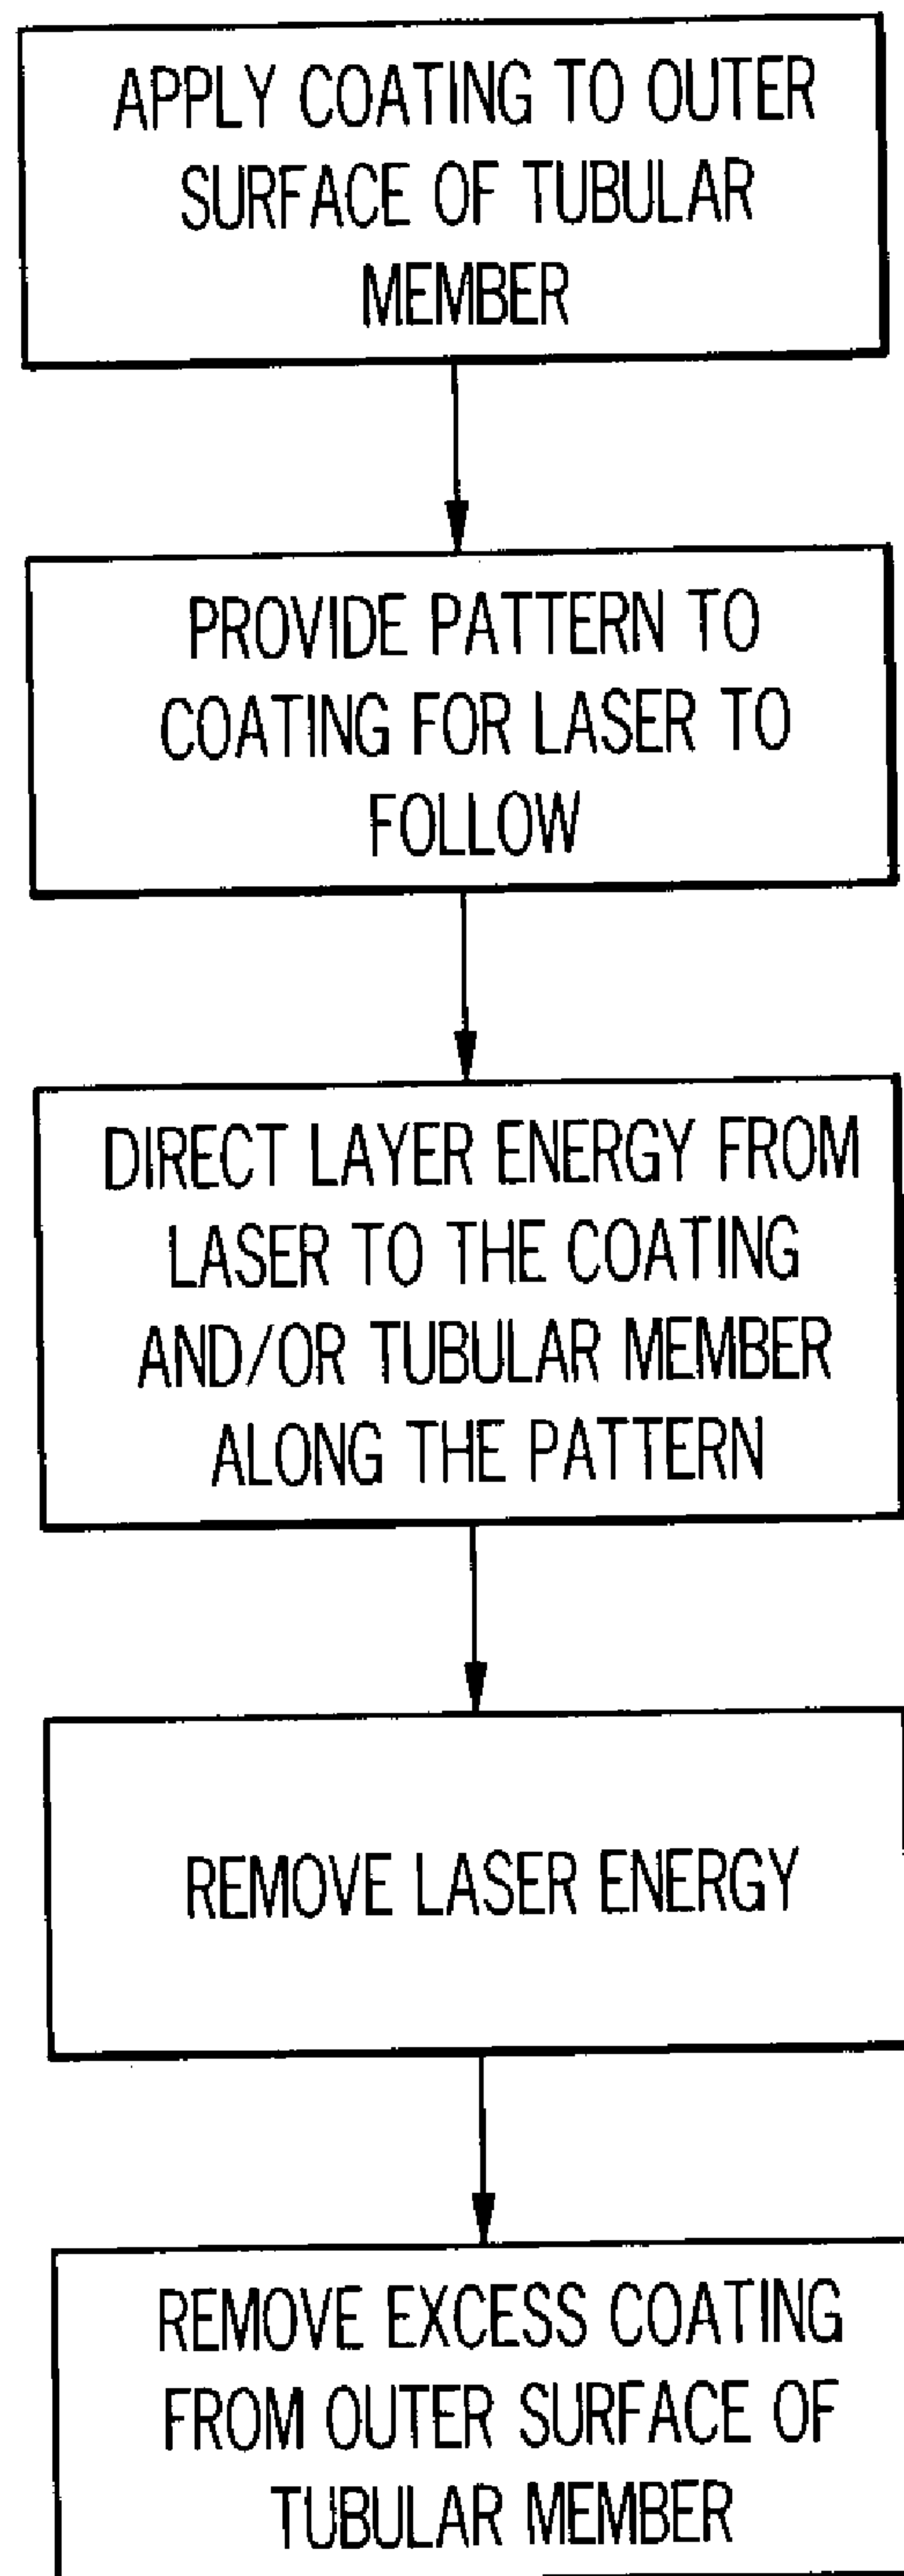 APPLY COATING TO OUTER
SURFACE OF TUBULAR
MEMBER
PROVIDE PATTERN TO
COATING FOR LASER TO
FOLLOW
DIRECT LAYER ENERGY FROM
LASER TO THE COATING
AND/OR TUBULAR MEMBER
ALONG THE PATTERN
REMOVE LASER ENERGY
REMOVE EXCESS COATING
FROM OUTER SURFACE OF
TUBULAR MEMBER